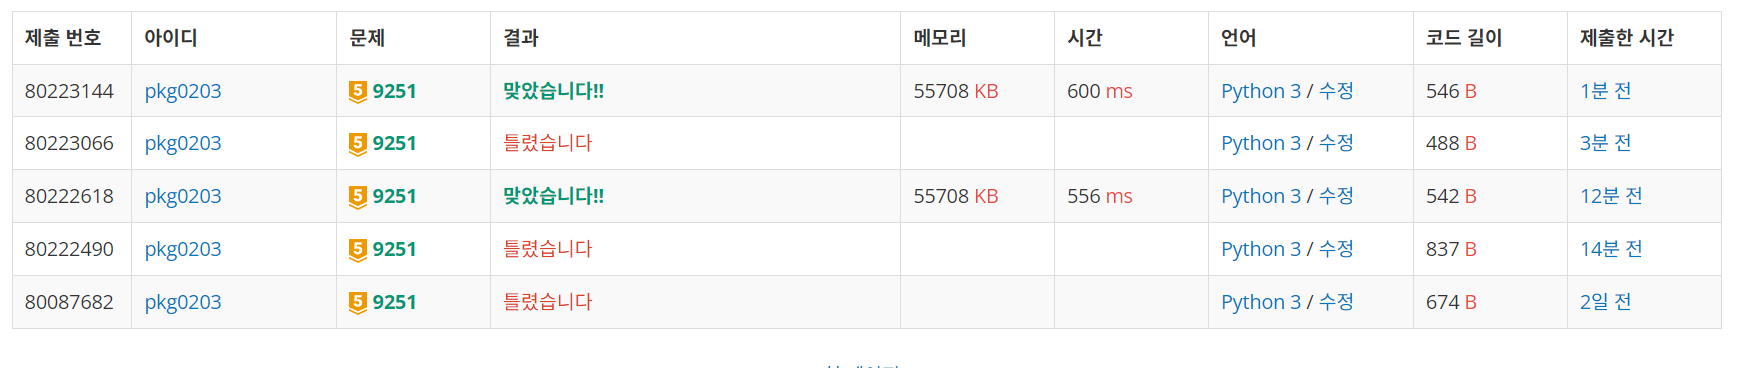 제출 번호 아이디 문제 결과 메모리 시간 언어 코드 길이 제출한 시간
80223144 pkg0203 5 9251 맞았습니다!! 55708 KB 600 ms Python 3 / 수정 546 B 1분 전
80223066 pkg0203 5 9251 틀렸습니다 Python 3 / 수정 488 B 3분 전
80222618 pkg0203 5 9251 맞았습니다!! 55708 KB 556 ms Python 3 / 수정 542 B 12분 전
80222490 pkg0203 5 9251 틀렸습니다 Python 3 / 수정 837 B 14분 전
80087682 pkg0203 5 9251 틀렸습니다 Python 3 / 수정 674 B 2일 전